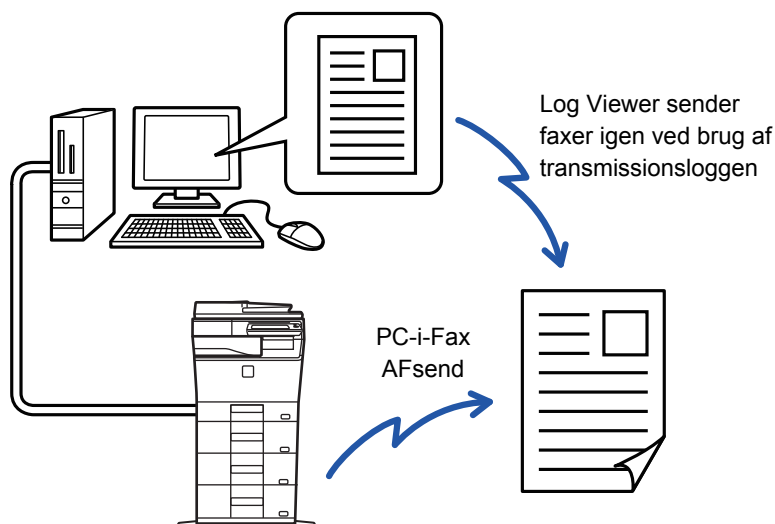 Log Viewer sender
faxer igen ved brug af
transmissionsloggen
PC-i-Fax
AFsend